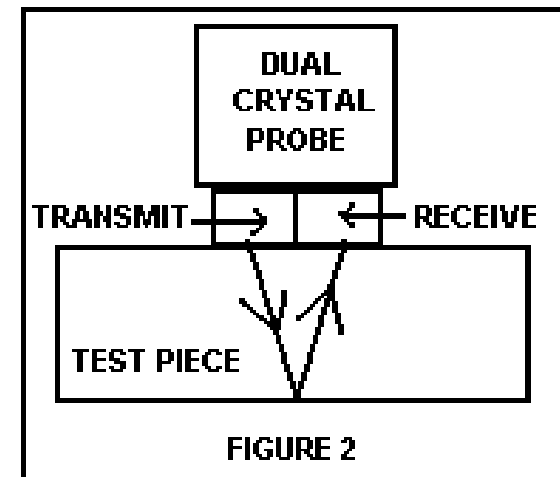 DUAL
CRYSTAL
PROBE
TRANSMIT
RECEIVE
TEST PIECE
FIGURE 2